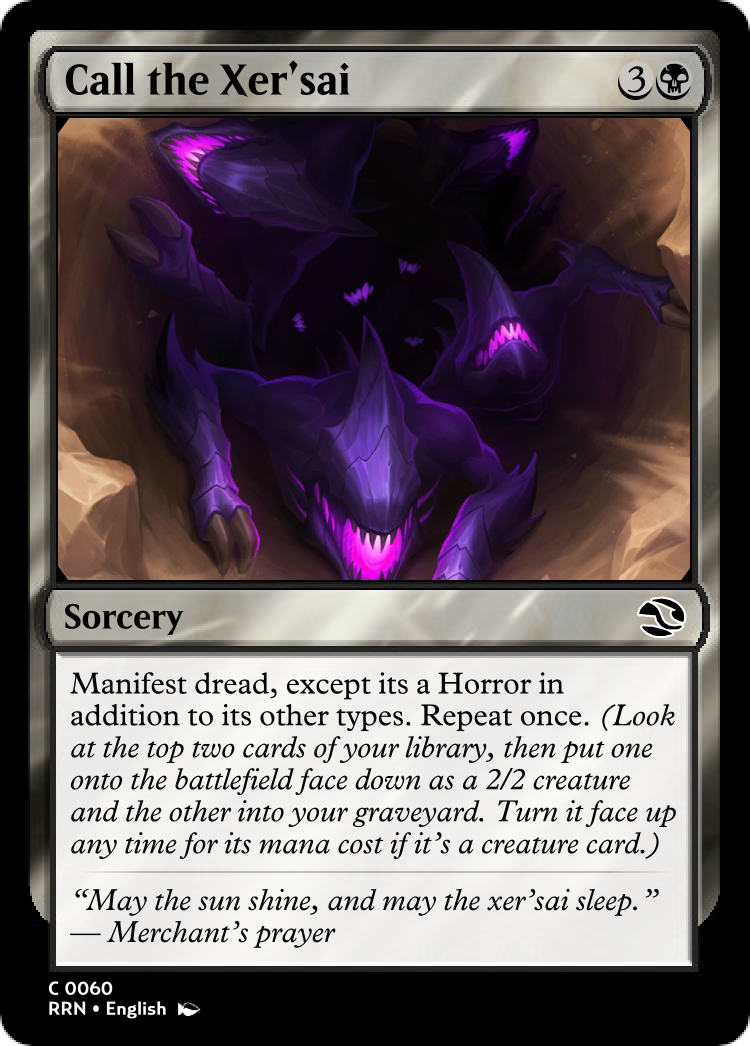 Call the Xer'sai 3
Sorcery
Manifest dread, except its a Horror in
addition to its other types. Repeat once. (Look
at the top two cards of your library, then put one
onto the battlefield face down as a 2/2 creature
and the other into your graveyard. Turn it face up
any time for its mana cost if it's a creature card.)
“May the sun shine, and may the xer'sai sleep.”
— Merchant's prayer
C 0060
RRN • English